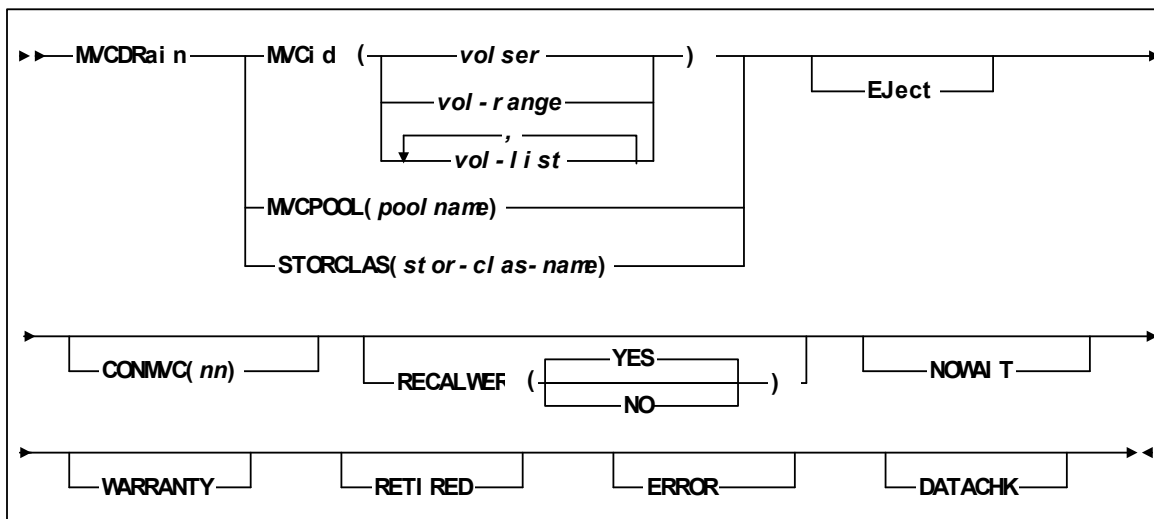 MVCDRain MVCid ( volser )
EJect
vol-range
,
vol-list
MVCPOOL(poolname)
STORCLAS(stor-clas-name)
CONMVC(nn)
RECALWER ( YES )
NO
NOWAIT
WARRANTY RETIRED ERROR DATACHK